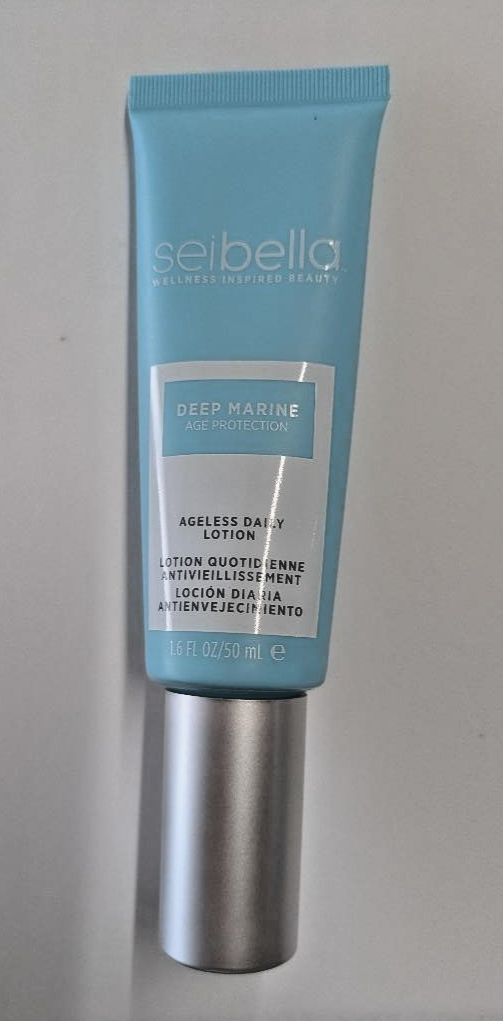 seibella™
WELLNESS INSPIRED BEAUTY
DEEP MARINE
AGE PROTECTION
AGELESS DAILY
LOTION
LOTION QUOTIDIENNE
ANTIVIEILLISSEMENT
LOCIÓN DIARIA
ANTIENVEJECIMIENTO
1.6 FL OZ/50 mL ℮